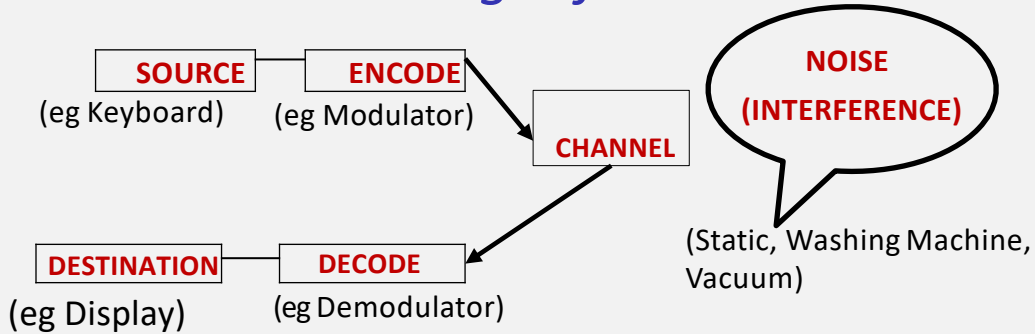 SOURCE
ENCODE
(eg Keyboard)
(eg Modulator)
CHANNEL
NOISE
(INTERFERENCE)
(Static, Washing Machine,
Vacuum)
DECODE
(eg Demodulator)
DESTINATION
(eg Display)